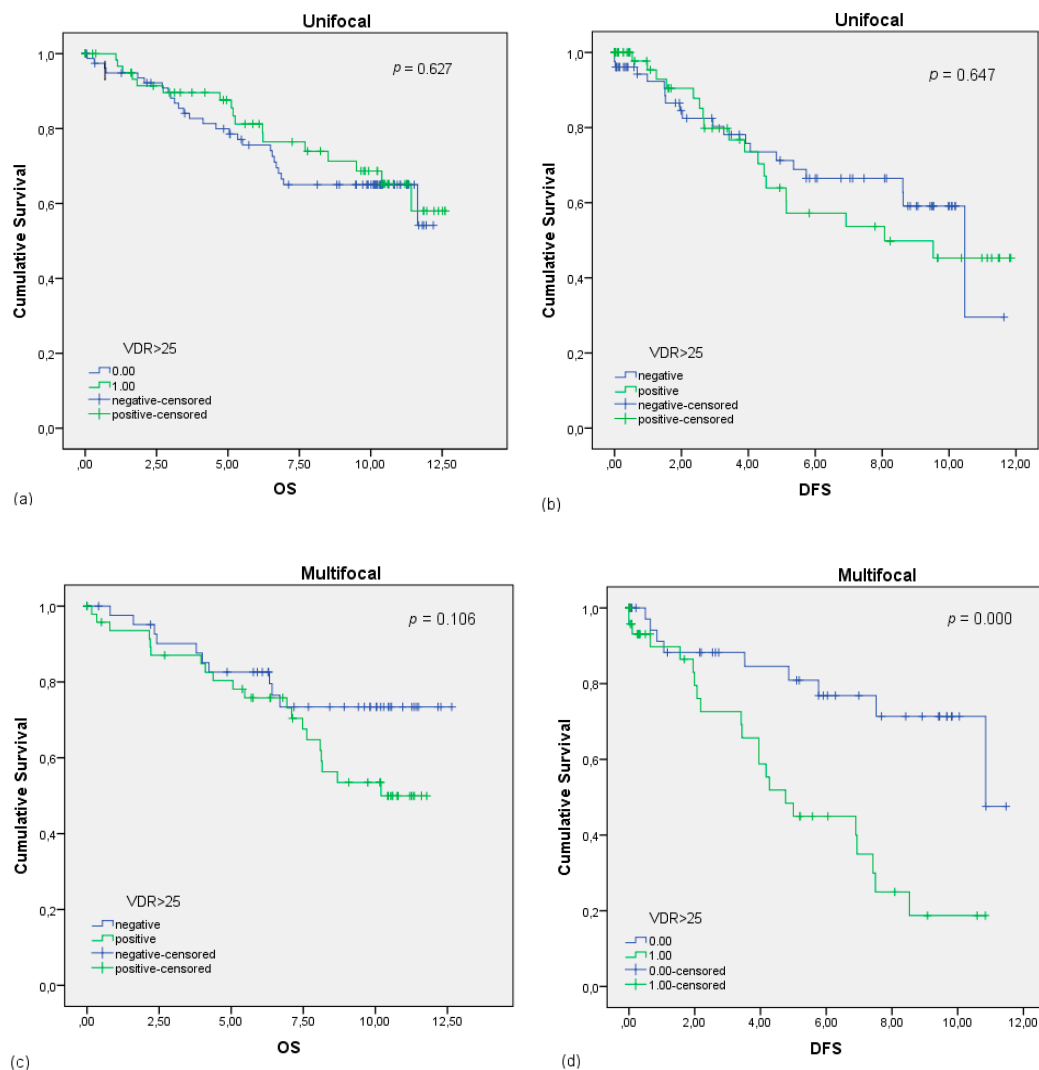 Unifocal
p = 0.627
Cumulative Survival
1,0
0,8
0,6
0,4
0,2
0,0
VDR>25
0.00
1.00
negative-censored
positive-censored
,00 2,50 5,00 7,50 10,00 12,50
OS
(a)
Unifocal
p = 0.647
Cumulative Survival
1,0
0,8
0,6
0,4
0,2
0,0
VDR>25
negative
positive
negative-censored
positive-censored
,00 2,00 4,00 6,00 8,00 10,00 12,00
DFS
(b)
Multifocal
p = 0.106
Cumulative Survival
1,0
0,8
0,6
0,4
0,2
0,0
VDR>25
negative
positive
negative-censored
positive-censored
,00 2,50 5,00 7,50 10,00 12,50
OS
(c)
Multifocal
p = 0.000
Cumulative Survival
1,0
0,8
0,6
0,4
0,2
0,0
VDR>25
0.00
1.00
0.00-censored
1.00-censored
,00 2,00 4,00 6,00 8,00 10,00 12,00
DFS
(d)